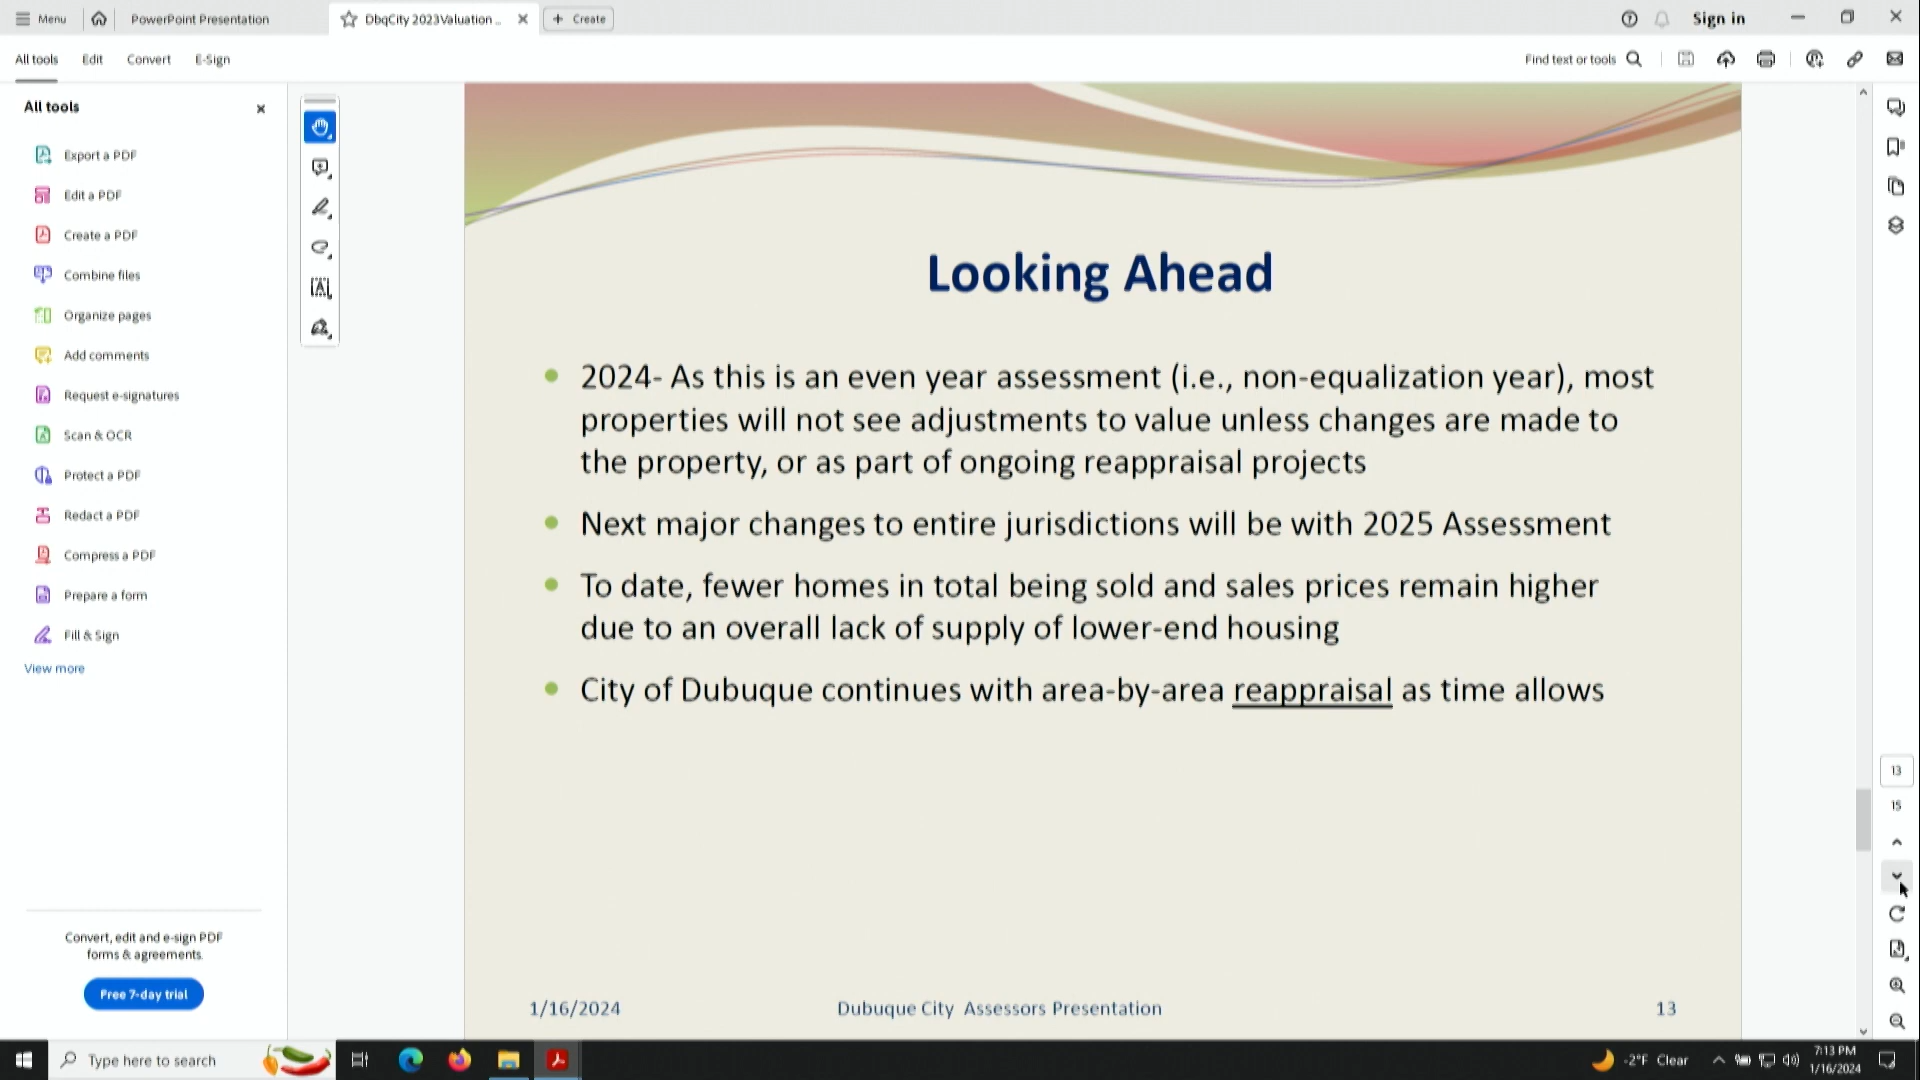 Menu
PowerPoint Presentation
DbqCity 2023Valuation ...
Create
Sign in
All tools
Edit
Convert
E-Sign
Find text or tools
All tools
Export a PDF
Edit a PDF
Create a PDF
Combine files
Organize pages
Add comments
Request e-signatures
Scan & OCR
Protect a PDF
Redact a PDF
Compress a PDF
Prepare a form
Fill & Sign
View more
Convert, edit and e-sign PDF
forms & agreements
Free 7-day trial
Looking Ahead
2024- As this is an even year assessment (i.e., non-equalization year), most
properties will not see adjustments to value unless changes are made to
the property, or as part of ongoing reappraisal projects
Next major changes to entire jurisdictions will be with 2025 Assessment
To date, fewer homes in total being sold and sales prices remain higher
due to an overall lack of supply of lower-end housing
City of Dubuque continues with area-by-area reappraisal as time allows
1/16/2024
Dubuque City Assessors Presentation
13
13
15
Type here to search
-2°F Clear
7:13 PM
1/16/2024